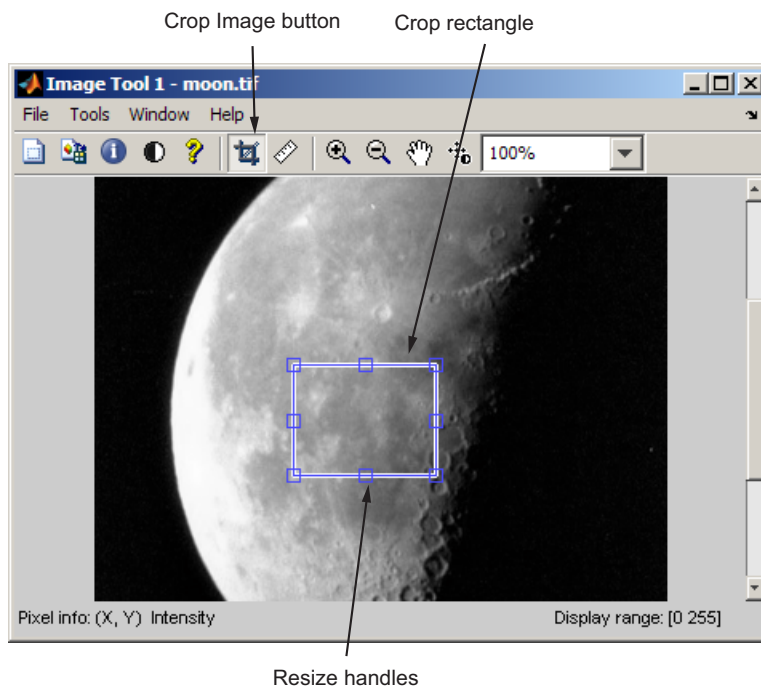 Crop Image button
Crop rectangle
Image Tool 1 - moon.tif
File Tools Window Help
100%
Pixel info: (X, Y) Intensity
Display range: [0 255]
Resize handles